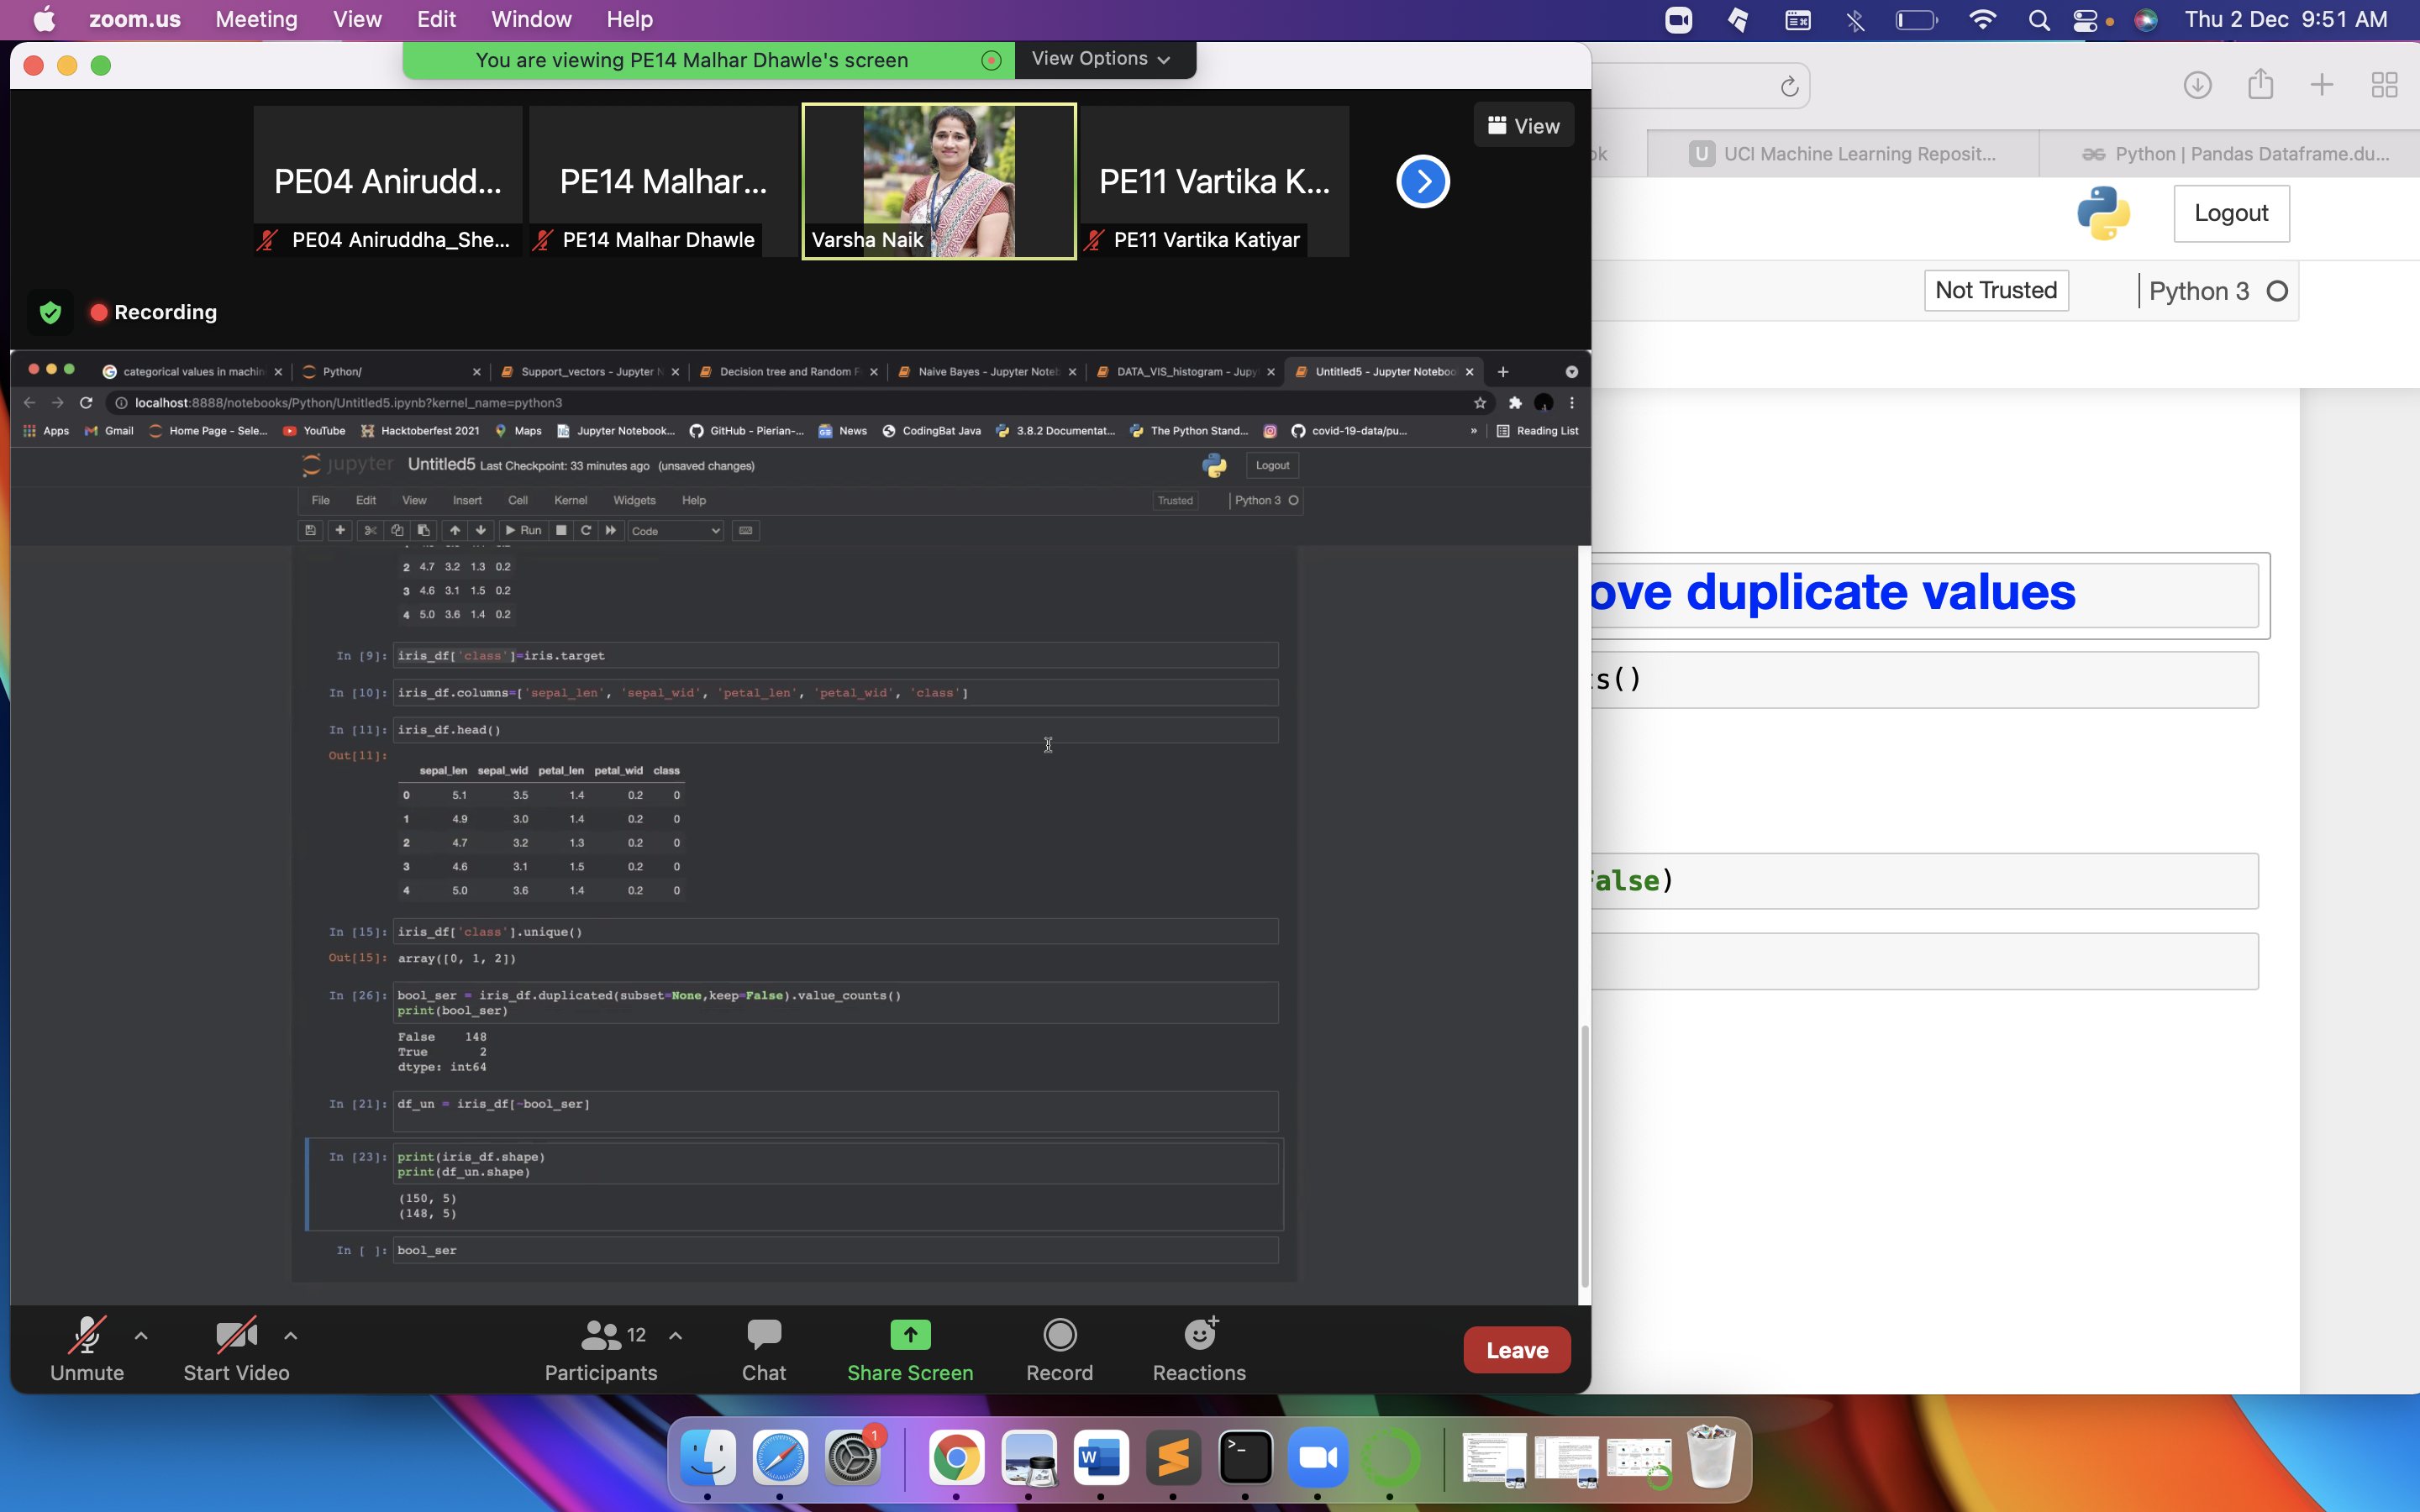 zoom.us Meeting View Edit Window Help Thu 2 Dec 9:51 AM
You are viewing PE14 Malhar Dhawle's screen View Options
View
PE04 Anirudd... PE14 Malhar... PE11 Vartika K...
PE04 Aniruddha_She... PE14 Malhar Dhawle Varsha Naik PE11 Vartika Katiyar
Recording
UCI Machine Learning Reposit... Python | Pandas Dataframe.du...
Logout
Not Trusted Python 3
ove duplicate values
s()
alse)
categorical values in machin Python/ Support_vectors - Jupyter N Decision tree and Random F Naive Bayes - Jupyter Noteb DATA_VIS_histogram - Jupy Untitled5 - Jupyter Noteboo
localhost:8888/notebooks/Python/Untitled5.ipynb?kernel_name=python3
Apps Gmail Home Page - Sele... YouTube Hacktoberfest 2021 Maps Jupyter Notebook... GitHub - Pierian-... News CodingBat Java 3.8.2 Documentat... The Python Stand... covid-19-data/pu... » Reading List
jupyter Untitled5 Last Checkpoint: 33 minutes ago (unsaved changes) Logout
File Edit View Insert Cell Kernel Widgets Help Trusted Python 3
Run Code
2 4.7 3.2 1.3 0.2
3 4.6 3.1 1.5 0.2
4 5.0 3.6 1.4 0.2
In [9]: iris_df['class']=iris.target
In [10]: iris_df.columns=['sepal_len', 'sepal_wid', 'petal_len', 'petal_wid', 'class']
In [11]: iris_df.head()
Out[11]:
sepal_len sepal_wid petal_len petal_wid class
0 5.1 3.5 1.4 0.2 0
1 4.9 3.0 1.4 0.2 0
2 4.7 3.2 1.3 0.2 0
3 4.6 3.1 1.5 0.2 0
4 5.0 3.6 1.4 0.2 0
In [15]: iris_df['class'].unique()
Out[15]: array([0, 1, 2])
In [26]: bool_ser = iris_df.duplicated(subset=None,keep=False).value_counts()
print(bool_ser)
False 148
True 2
dtype: int64
In [21]: df_un = iris_df[~bool_ser]
In [23]: print(iris_df.shape)
print(df_un.shape)
(150, 5)
(148, 5)
In [ ]: bool_ser
12
Unmute Start Video Participants Chat Share Screen Record Reactions Leave
1
W